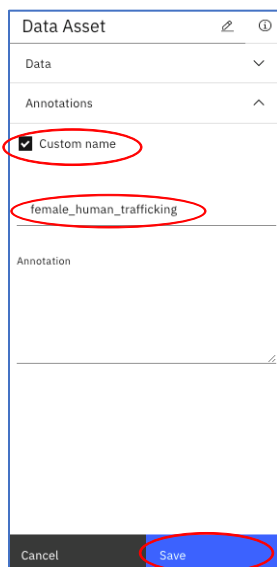 Data Asset
Data
Annotations
Custom name
female_human_trafficking
Annotation
Cancel
Save